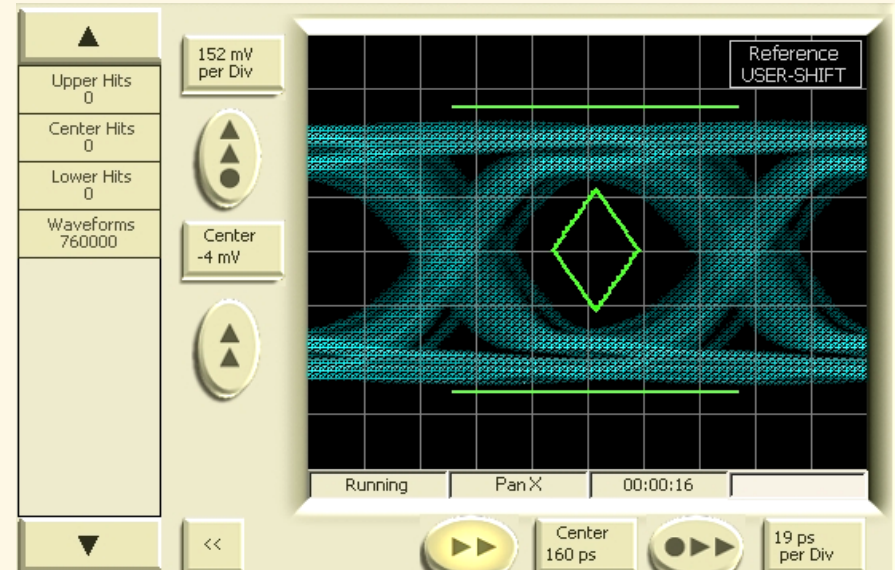 Upper Hits
0
Center Hits
0
Lower Hits
0
Waveforms
760000
152 mV
per Div
Center
-4 mV
Reference
USER-SHIFT
Running
Pan X
00:00:16
<<
Center
160 ps
19 ps
per Div